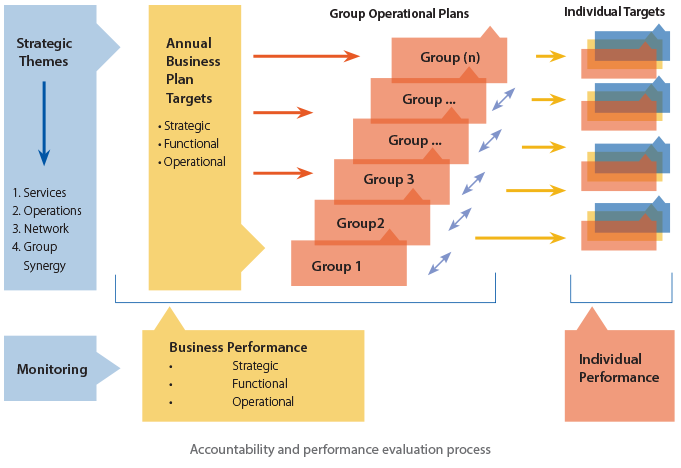 Strategic
Themes
1. Services
2. Operations
3. Network
4. Group
Synergy
Annual
Business
Plan
Targets
• Strategic
• Functional
• Operational
Group Operational Plans
Group (n)
Group ...
Group ...
Group 3
Group2
Group 1
Individual Targets
Monitoring
Business Performance
• Strategic
• Functional
• Operational
Individual
Performance
Accountability and performance evaluation process